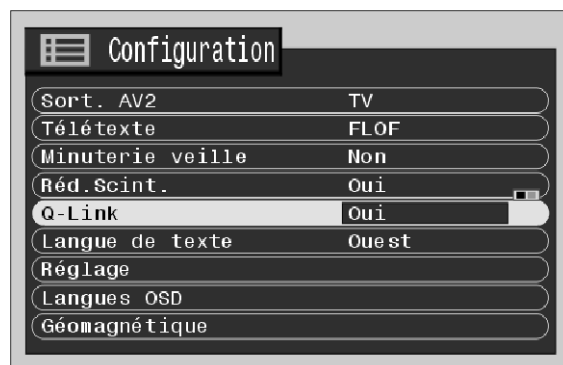 Configuration
Sort. AV2 TV
Télétexte FLOF
Minuterie veille Non
Réd.Scint. Oui
Q-Link Oui
Langue de texte Ouest
Réglage
Langues OSD
Géomagnétique